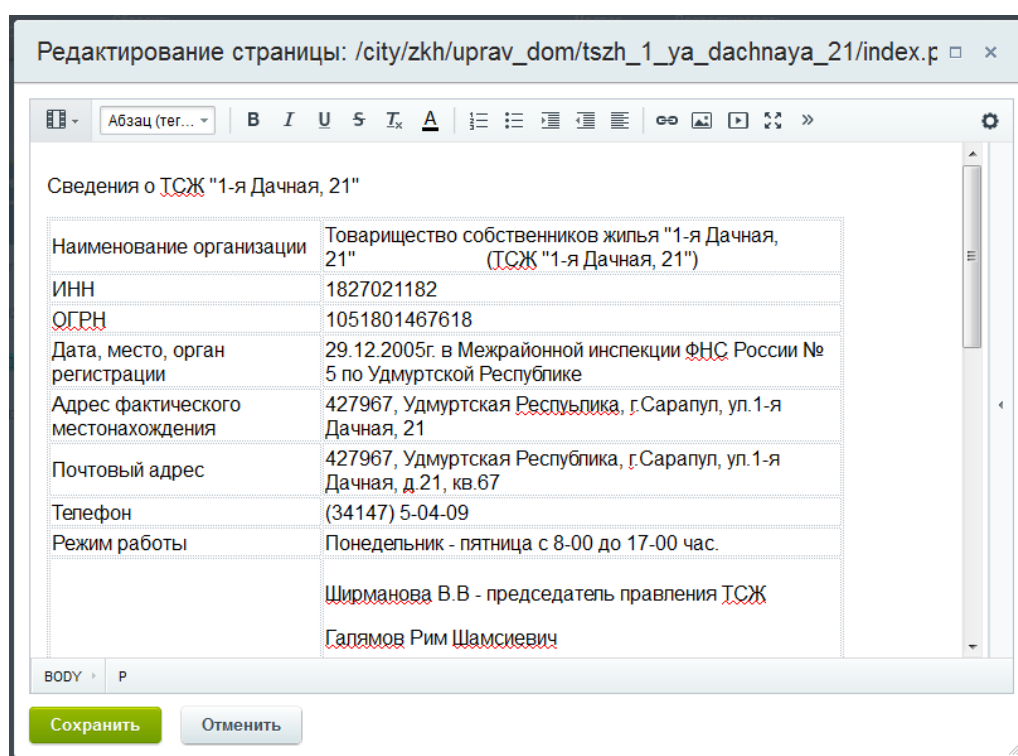 Редактирование страницы: /city/zkh/uprav_dom/tszh_1_ya_dachnaya_21/index.p
Абзац (тег...
B I U S Tx A
Сведения о ТСЖ "1-я Дачная, 21"
Наименование организации
Товарищество собственников жилья "1-я Дачная,
21" (ТСЖ "1-я Дачная, 21")
ИНН
1827021182
ОГРН
1051801467618
Дата, место, орган
регистрации
29.12.2005г. в Межрайонной инспекции ФНС России №
5 по Удмуртской Республике
Адрес фактического
местонахождения
427967, Удмуртская Респуьлика, г.Сарапул, ул.1-я
Дачная, 21
Почтовый адрес
427967, Удмуртская Республика, г.Сарапул, ул.1-я
Дачная, д.21, кв.67
Телефон
(34147) 5-04-09
Режим работы
Понедельник - пятница с 8-00 до 17-00 час.
Ширманова В.В - председатель правления ТСЖ
Галямов Рим Шамсиевич
BODY P
Сохранить
Отменить